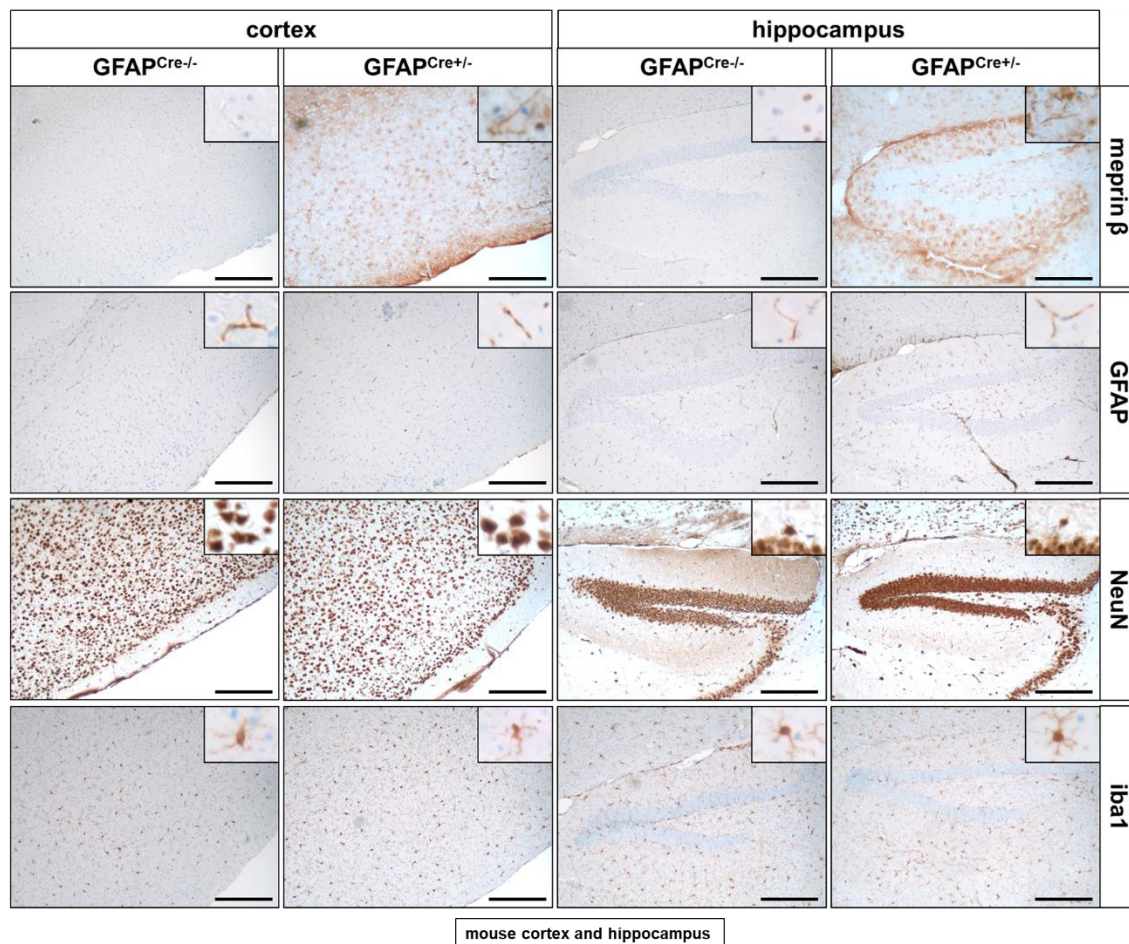 cortex
hippocampus
GFAPCre-/-
GFAPCre+/-
GFAPCre-/-
GFAPCre+/-
meprin β
GFAP
NeuN
iba1
mouse cortex and hippocampus